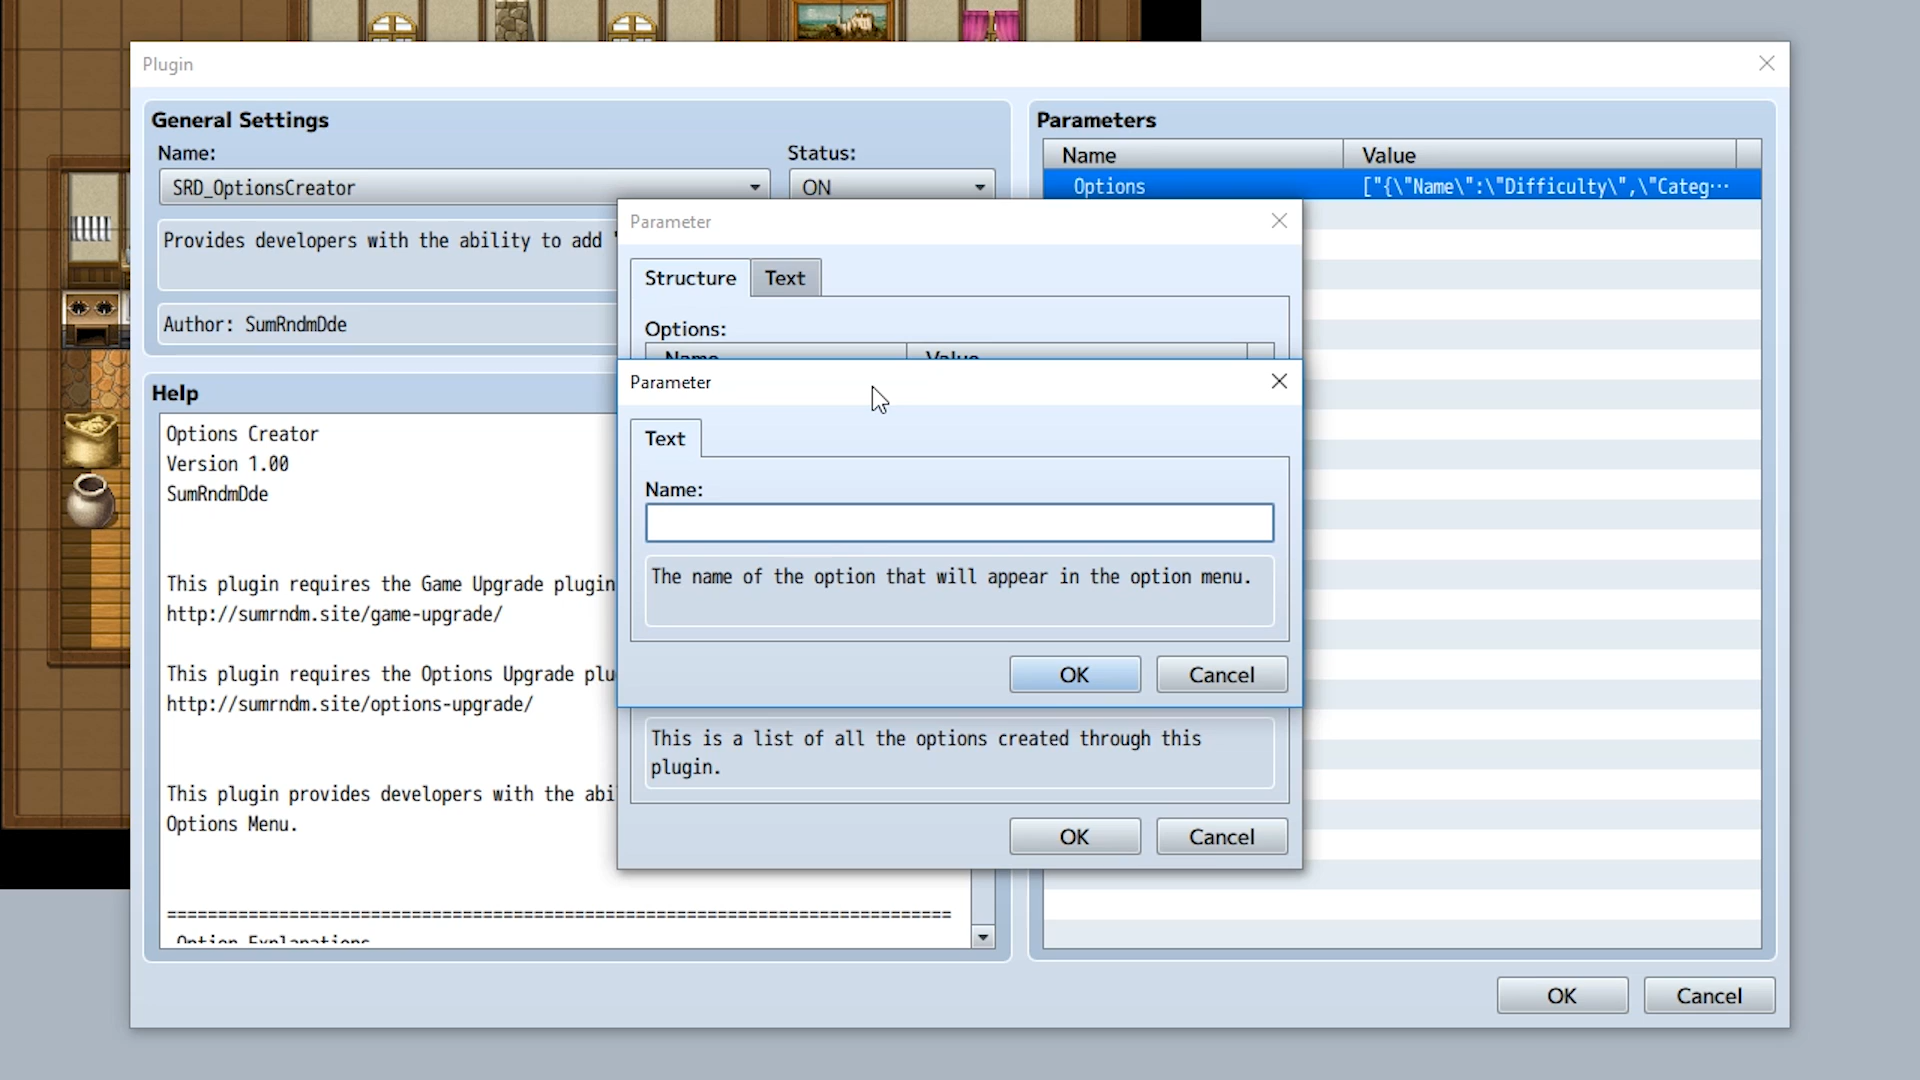 Plugin
General Settings
Name:
Status:
SRD_OptionsCreator
ON
Provides developers with the ability to add "
Author: SumRndmDde
Help
Options Creator
Version 1.00
SumRndmDde
This plugin requires the Game Upgrade plugin
http://sumrndm.site/game-upgrade/
This plugin requires the Options Upgrade plu
http://sumrndm.site/options-upgrade/
This plugin provides developers with the abi
Options Menu.
=============================================================================
Option Explanations
Parameters
Name Value
Options ["{\"Name\":\"Difficulty\",\"Categ…
Parameter
Structure Text
Options:
Name Value
Parameter
Text
Name:
The name of the option that will appear in the option menu.
OK Cancel
This is a list of all the options created through this
plugin.
OK Cancel
OK Cancel